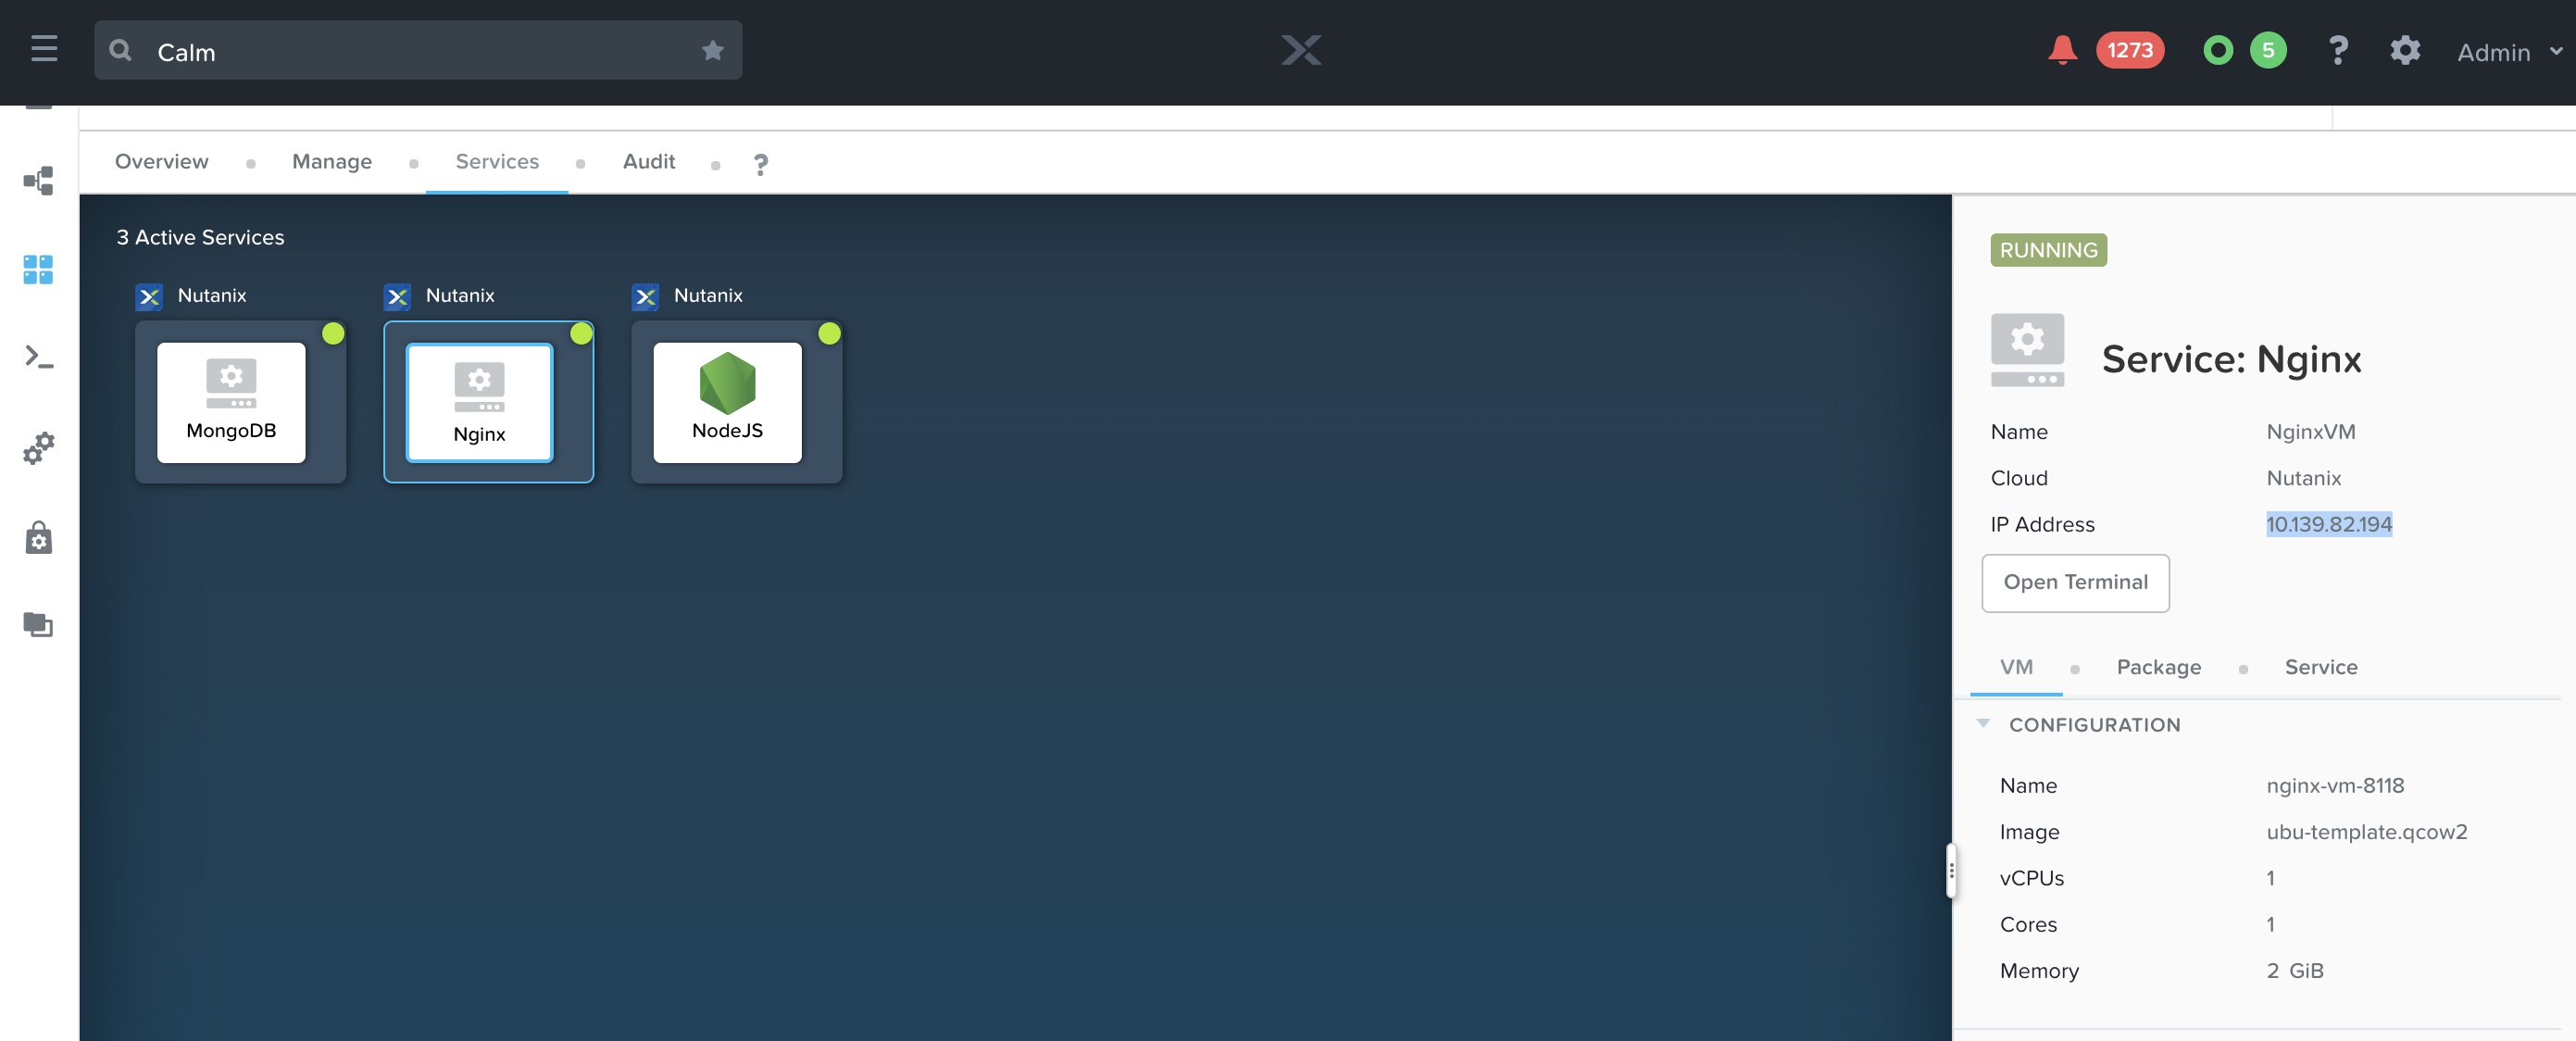 Calm
1273
5
?
Admin
Overview
Manage
Services
Audit
?
3 Active Services
Nutanix
Nutanix
Nutanix
MongoDB
Nginx
NodeJS
RUNNING
Service: Nginx
Name NginxVM
Cloud Nutanix
IP Address 10.139.82.194
Open Terminal
VM
Package
Service
CONFIGURATION
Name nginx-vm-8118
Image ubu-template.qcow2
vCPUs 1
Cores 1
Memory 2 GiB